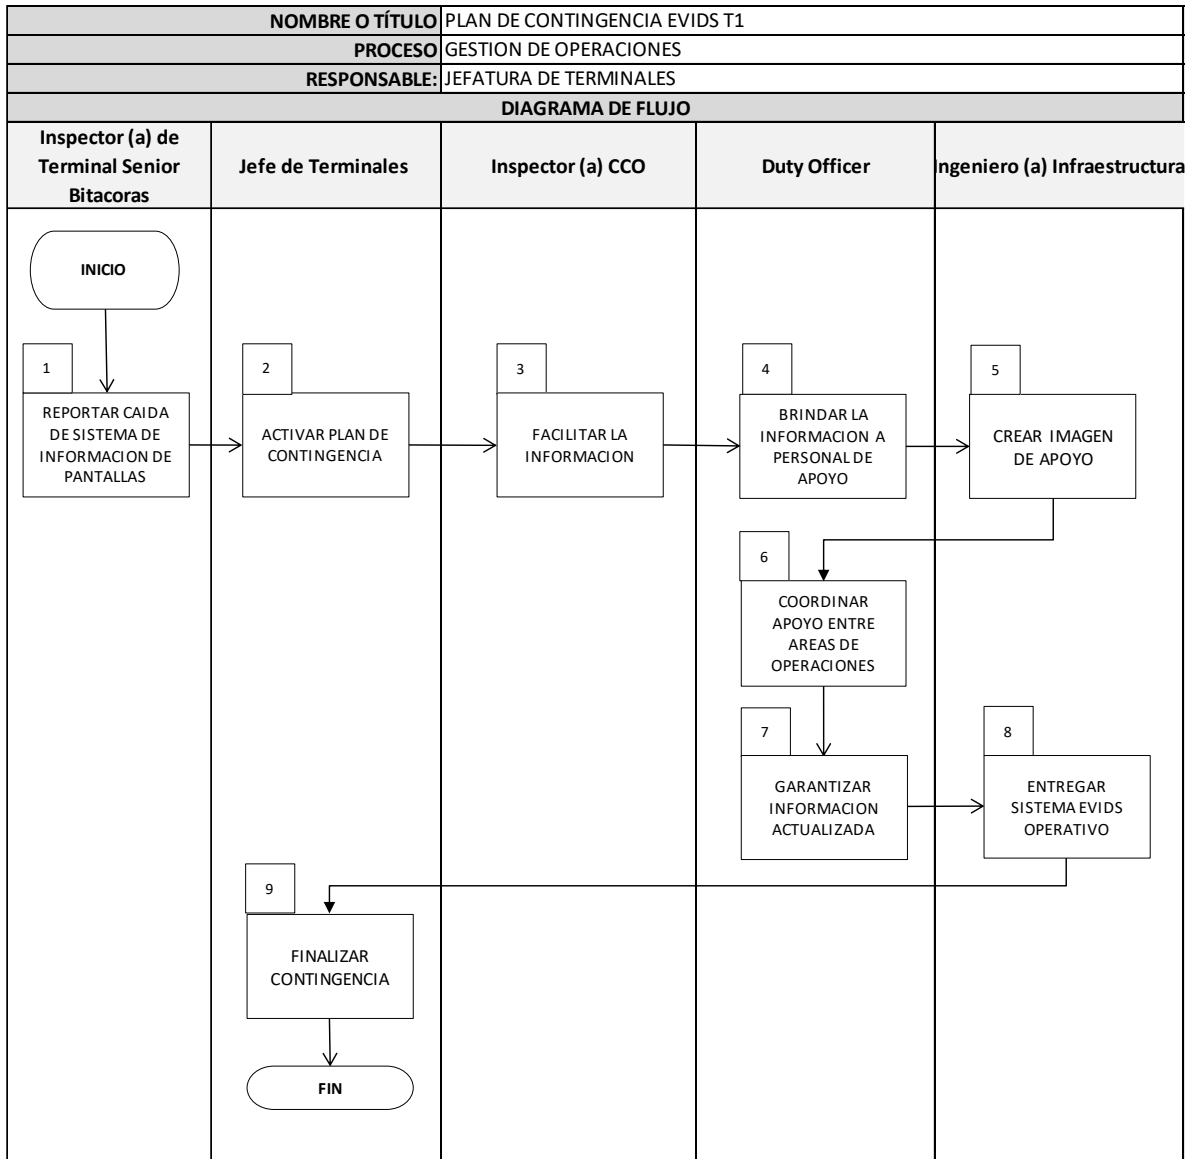 NOMBRE O TÍTULO PLAN DE CONTINGENCIA EVIDS T1
PROCESO GESTION DE OPERACIONES
RESPONSABLE: JEFATURA DE TERMINALES
DIAGRAMA DE FLUJO
Inspector (a) de
Terminal Senior
Bitacoras
Jefe de Terminales
Inspector (a) CCO
Duty Officer
Ingeniero (a) Infraestructura
INICIO
1
REPORTAR CAIDA
DE SISTEMA DE
INFORMACION DE
PANTALLAS
2
ACTIVAR PLAN DE
CONTINGENCIA
3
FACILITAR LA
INFORMACION
4
BRINDAR LA
INFORMACION A
PERSONAL DE
APOYO
5
CREAR IMAGEN
DE APOYO
6
COORDINAR
APOYO ENTRE
AREAS DE
OPERACIONES
7
GARANTIZAR
INFORMACION
ACTUALIZADA
8
ENTREGAR
SISTEMA EVIDS
OPERATIVO
9
FINALIZAR
CONTINGENCIA
FIN